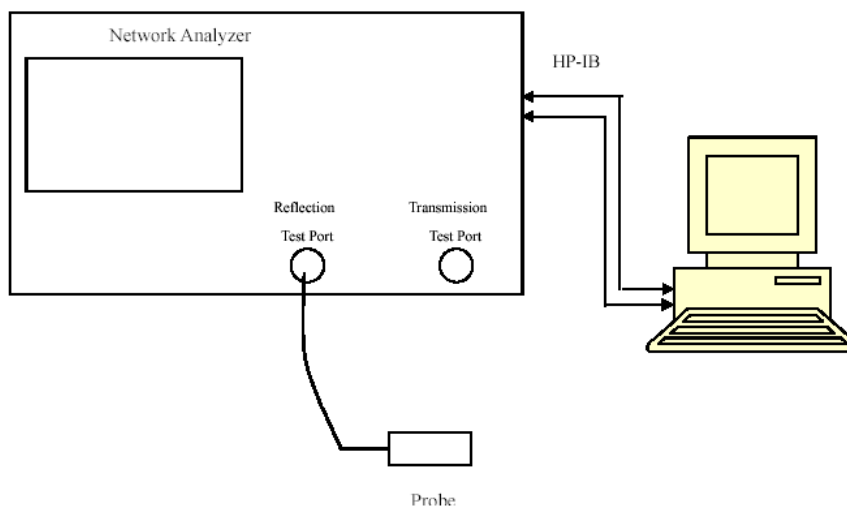 Network Analyzer
HP-IB
Reflection
Test Port
Transmission
Test Port
Probe